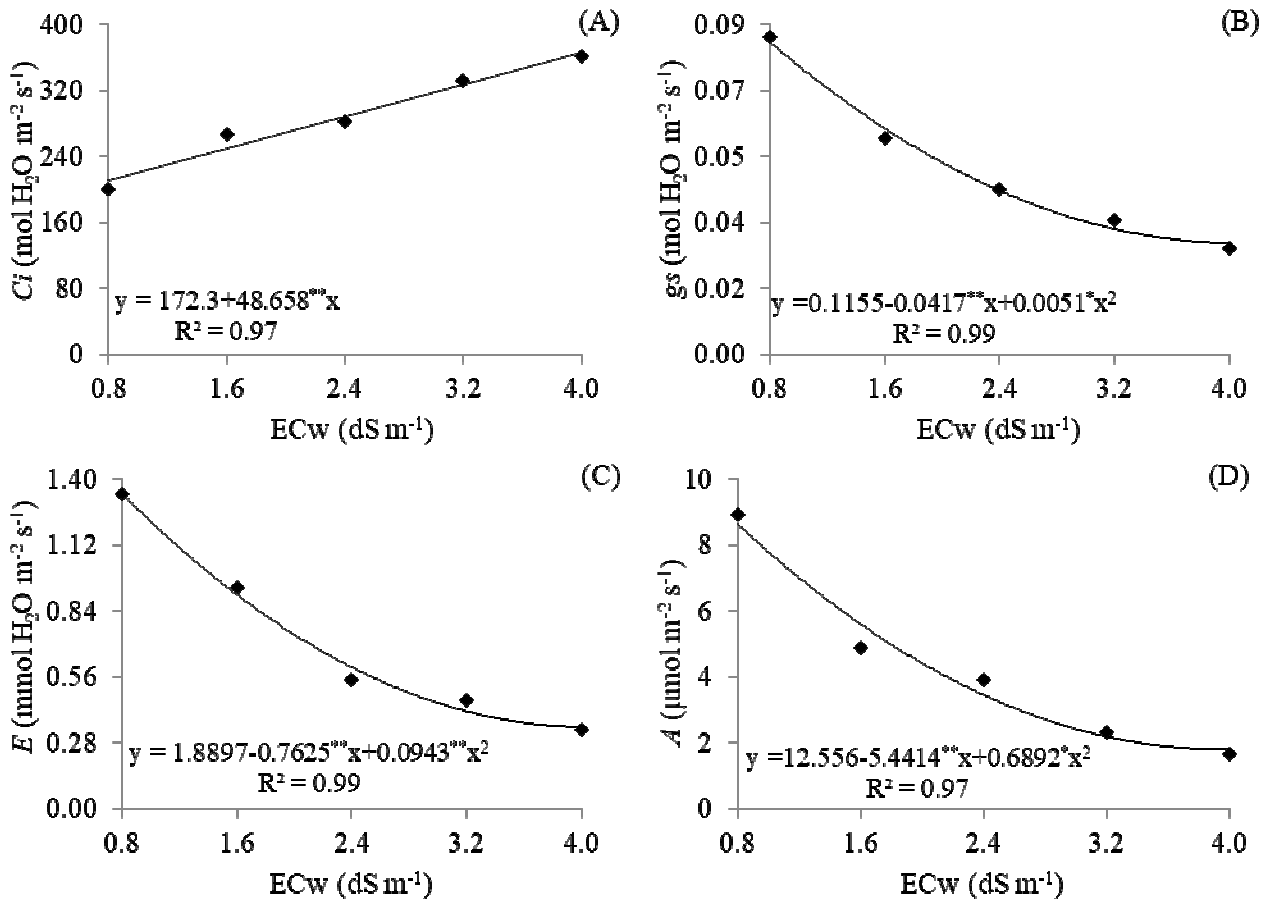 (A)
400
320
240
160
80
0
Ci (mol H₂O m⁻² s⁻¹)
y = 172.3+48.658**x
R² = 0.97
0.8 1.6 2.4 3.2 4.0
ECw (dS m⁻¹)
(B)
0.09
0.07
0.05
0.04
0.02
0.00
gs (mol H₂O m⁻² s⁻¹)
y =0.1155-0.0417**x+0.0051*x²
R² = 0.99
0.8 1.6 2.4 3.2 4.0
ECw (dS m⁻¹)
(C)
1.40
1.12
0.84
0.56
0.28
0.00
E (mmol H₂O m⁻² s⁻¹)
y = 1.8897-0.7625**x+0.0943**x²
R² = 0.99
0.8 1.6 2.4 3.2 4.0
ECw (dS m⁻¹)
(D)
10
8
6
4
2
0
A (µmol m⁻² s⁻¹)
y =12.556-5.4414**x+0.6892*x²
R² = 0.97
0.8 1.6 2.4 3.2 4.0
ECw (dS m⁻¹)